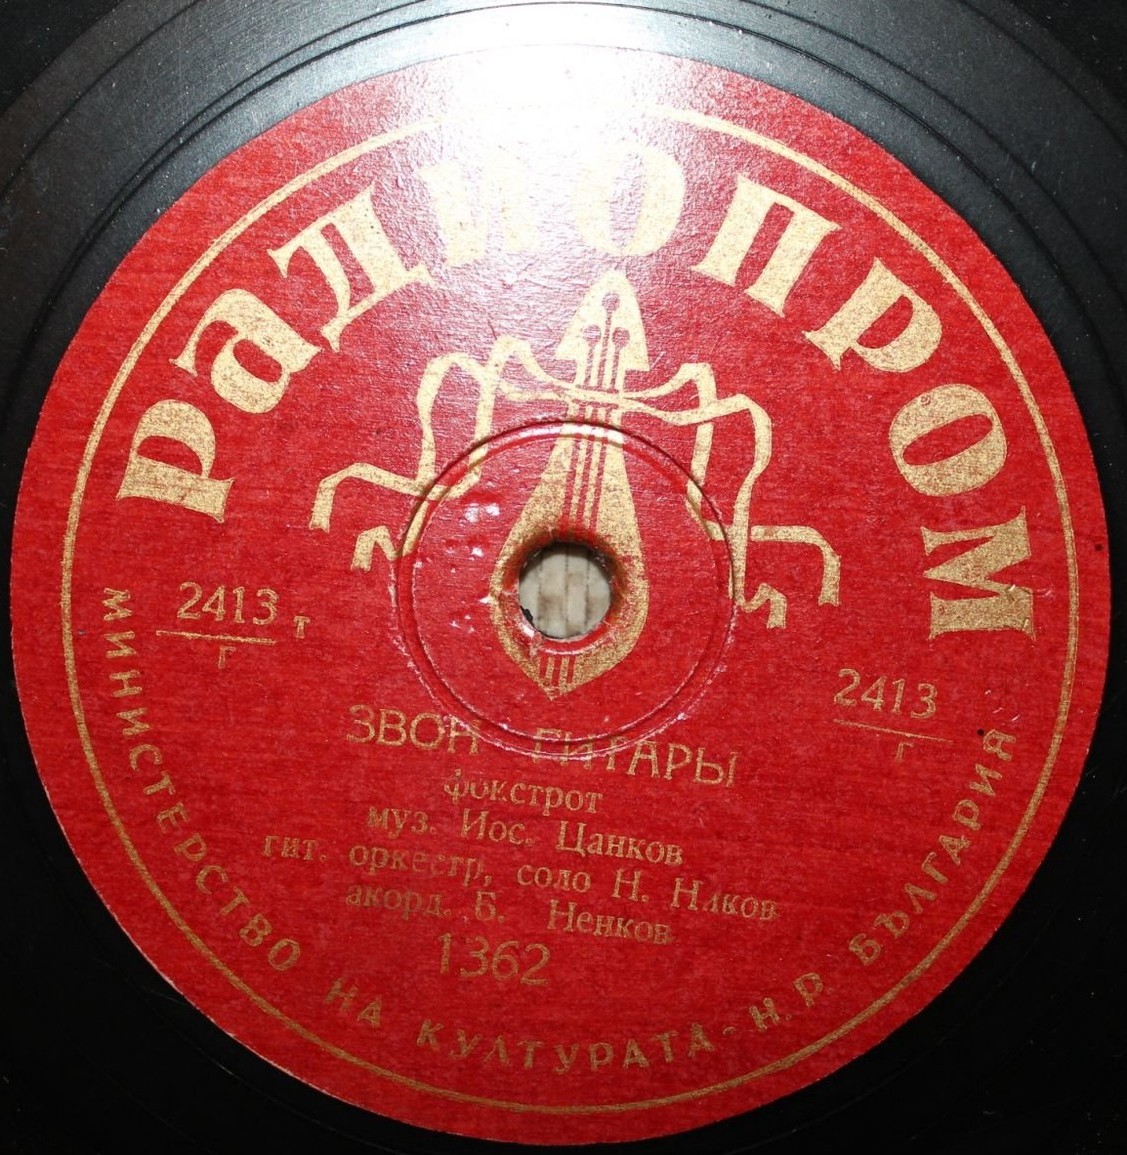 Радиопром
2413 т
Г
2413
Г
ЗВОН ГИТАРЫ
фокстрот
муз. Иос. Цанков
гит. оркестр, соло Н.
акорд. Б. Ненков
1362
МИНИСТЕРСТВО НА КУЛТУРАТА - Н. Р. БЪЛГАРИЯ